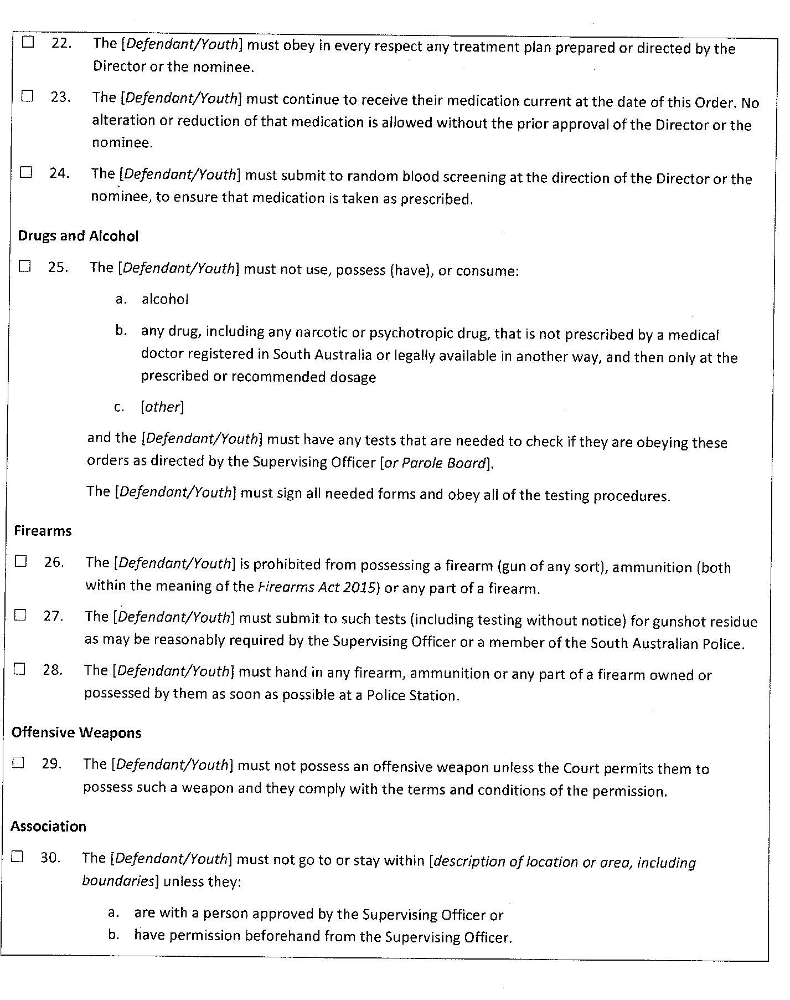 ☐ 22. The [Defendant/Youth] must obey in every respect any treatment plan prepared or directed by the
Director or the nominee.
☐ 23. The [Defendant/Youth] must continue to receive their medication current at the date of this Order. No
alteration or reduction of that medication is allowed without the prior approval of the Director or the
nominee.
☐ 24. The [Defendant/Youth] must submit to random blood screening at the direction of the Director or the
nominee, to ensure that medication is taken as prescribed.
Drugs and Alcohol
☐ 25. The [Defendant/Youth] must not use, possess (have), or consume:
a. alcohol
b. any drug, including any narcotic or psychotropic drug, that is not prescribed by a medical
doctor registered in South Australia or legally available in another way, and then only at the
prescribed or recommended dosage
c. [other]
and the [Defendant/Youth] must have any tests that are needed to check if they are obeying these
orders as directed by the Supervising Officer [or Parole Board].
The [Defendant/Youth] must sign all needed forms and obey all of the testing procedures.
Firearms
☐ 26. The [Defendant/Youth] is prohibited from possessing a firearm (gun of any sort), ammunition (both
within the meaning of the Firearms Act 2015) or any part of a firearm.
☐ 27. The [Defendant/Youth] must submit to such tests (including testing without notice) for gunshot residue
as may be reasonably required by the Supervising Officer or a member of the South Australian Police.
☐ 28. The [Defendant/Youth] must hand in any firearm, ammunition or any part of a firearm owned or
possessed by them as soon as possible at a Police Station.
Offensive Weapons
☐ 29. The [Defendant/Youth] must not possess an offensive weapon unless the Court permits them to
possess such a weapon and they comply with the terms and conditions of the permission.
Association
☐ 30. The [Defendant/Youth] must not go to or stay within [description of location or area, including
boundaries] unless they:
a. are with a person approved by the Supervising Officer or
b. have permission beforehand from the Supervising Officer.